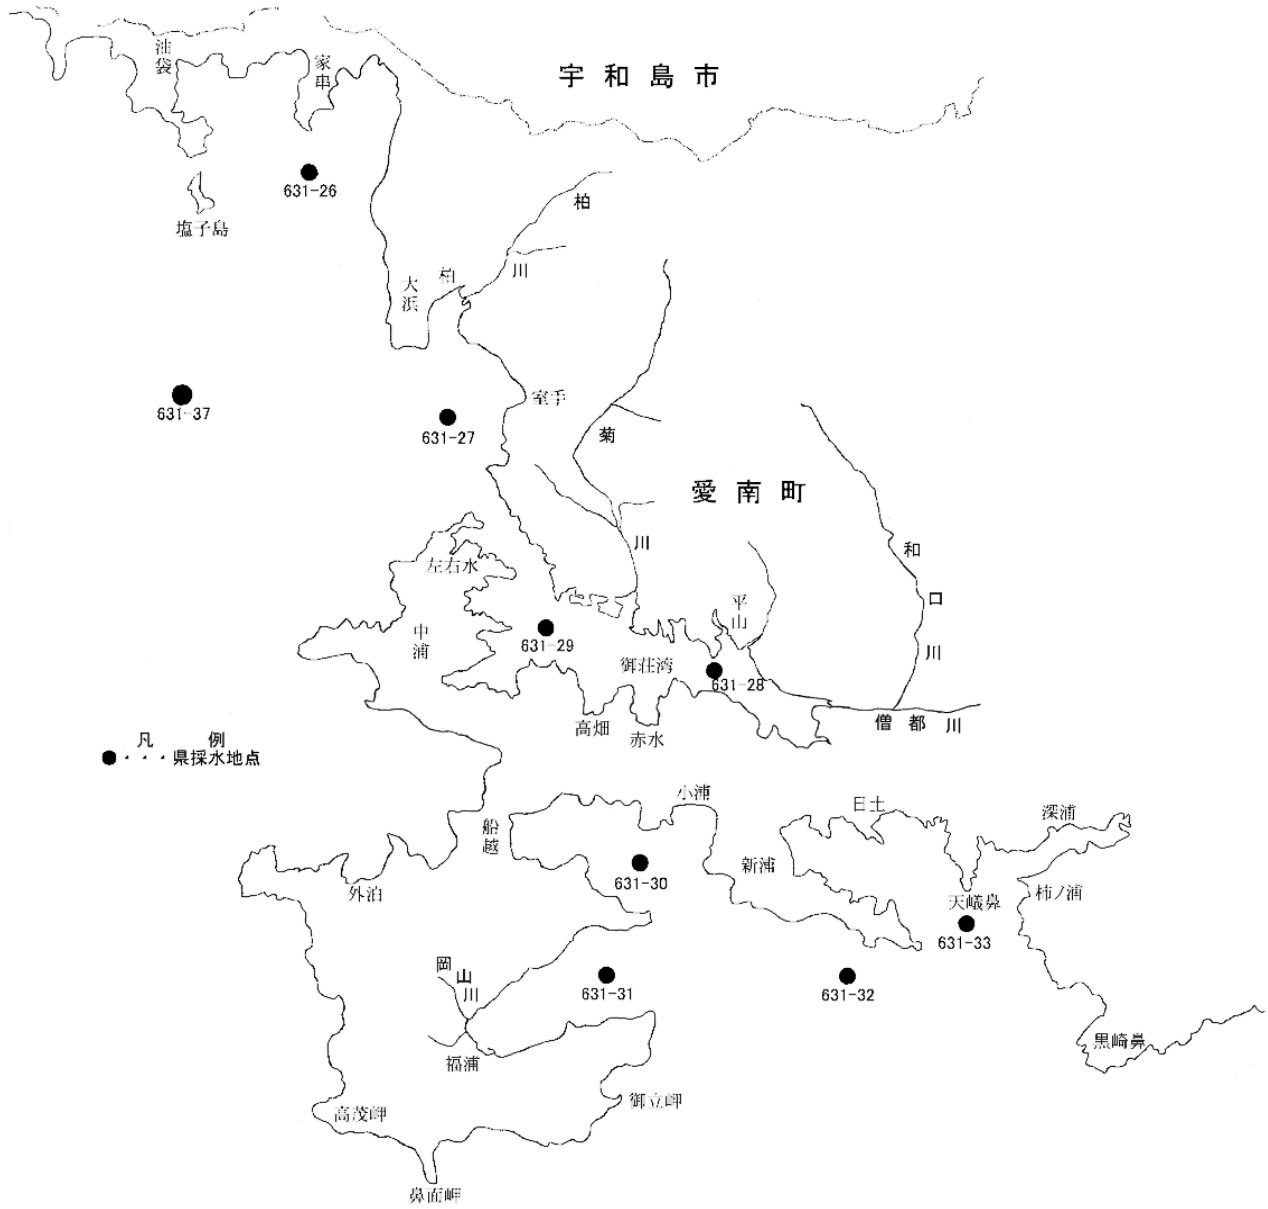 油袋
家串
宇和島市
631-26
塩子島
柏
川
柏
大浜
631-37
631-27
室手
菊
川
愛南町
和
口
川
左右水
中浦
631-29
平山
御荘湾
631-28
高畑
赤水
僧都川
凡例
●・・・県採水地点
小浦
船越
日土
深浦
新浦
631-30
外泊
天嶬鼻
柿ノ浦
631-33
岡山川
631-31
631-32
福浦
黒崎鼻
高茂岬
御立岬
鼻面岬